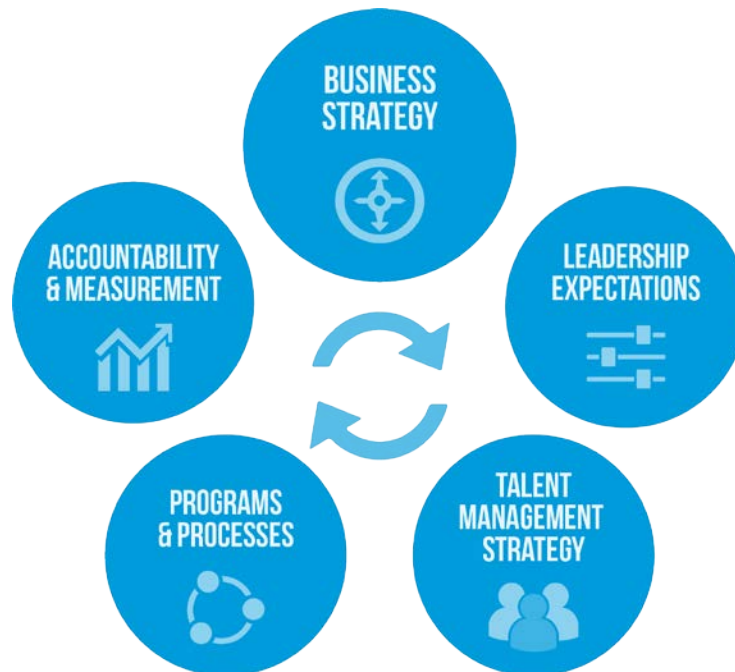 BUSINESS
STRATEGY
LEADERSHIP
EXPECTATIONS
TALENT
MANAGEMENT
STRATEGY
PROGRAMS
& PROCESSES
ACCOUNTABILITY
& MEASUREMENT